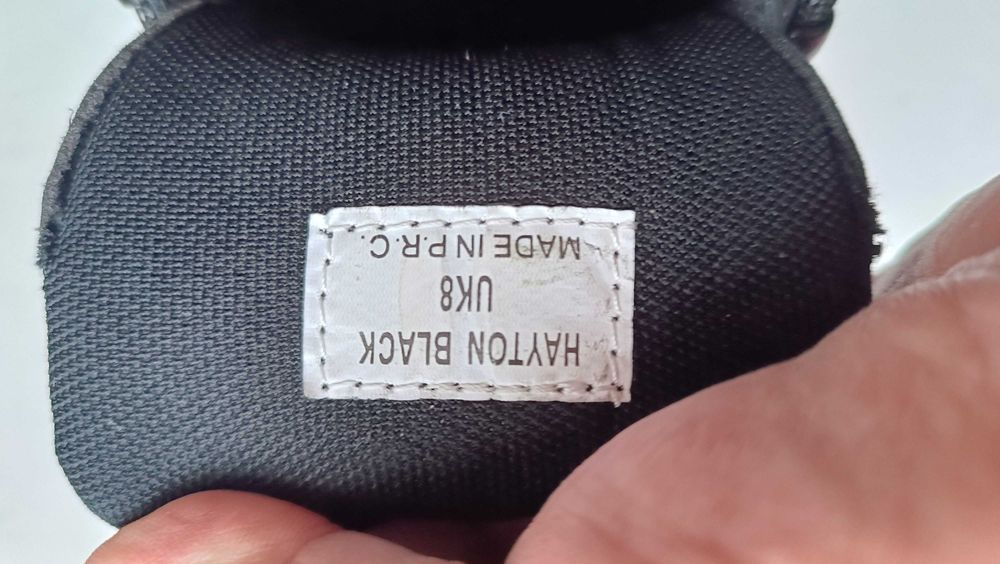 HAYTON BLACK
UK8
MADE IN P.R.C.